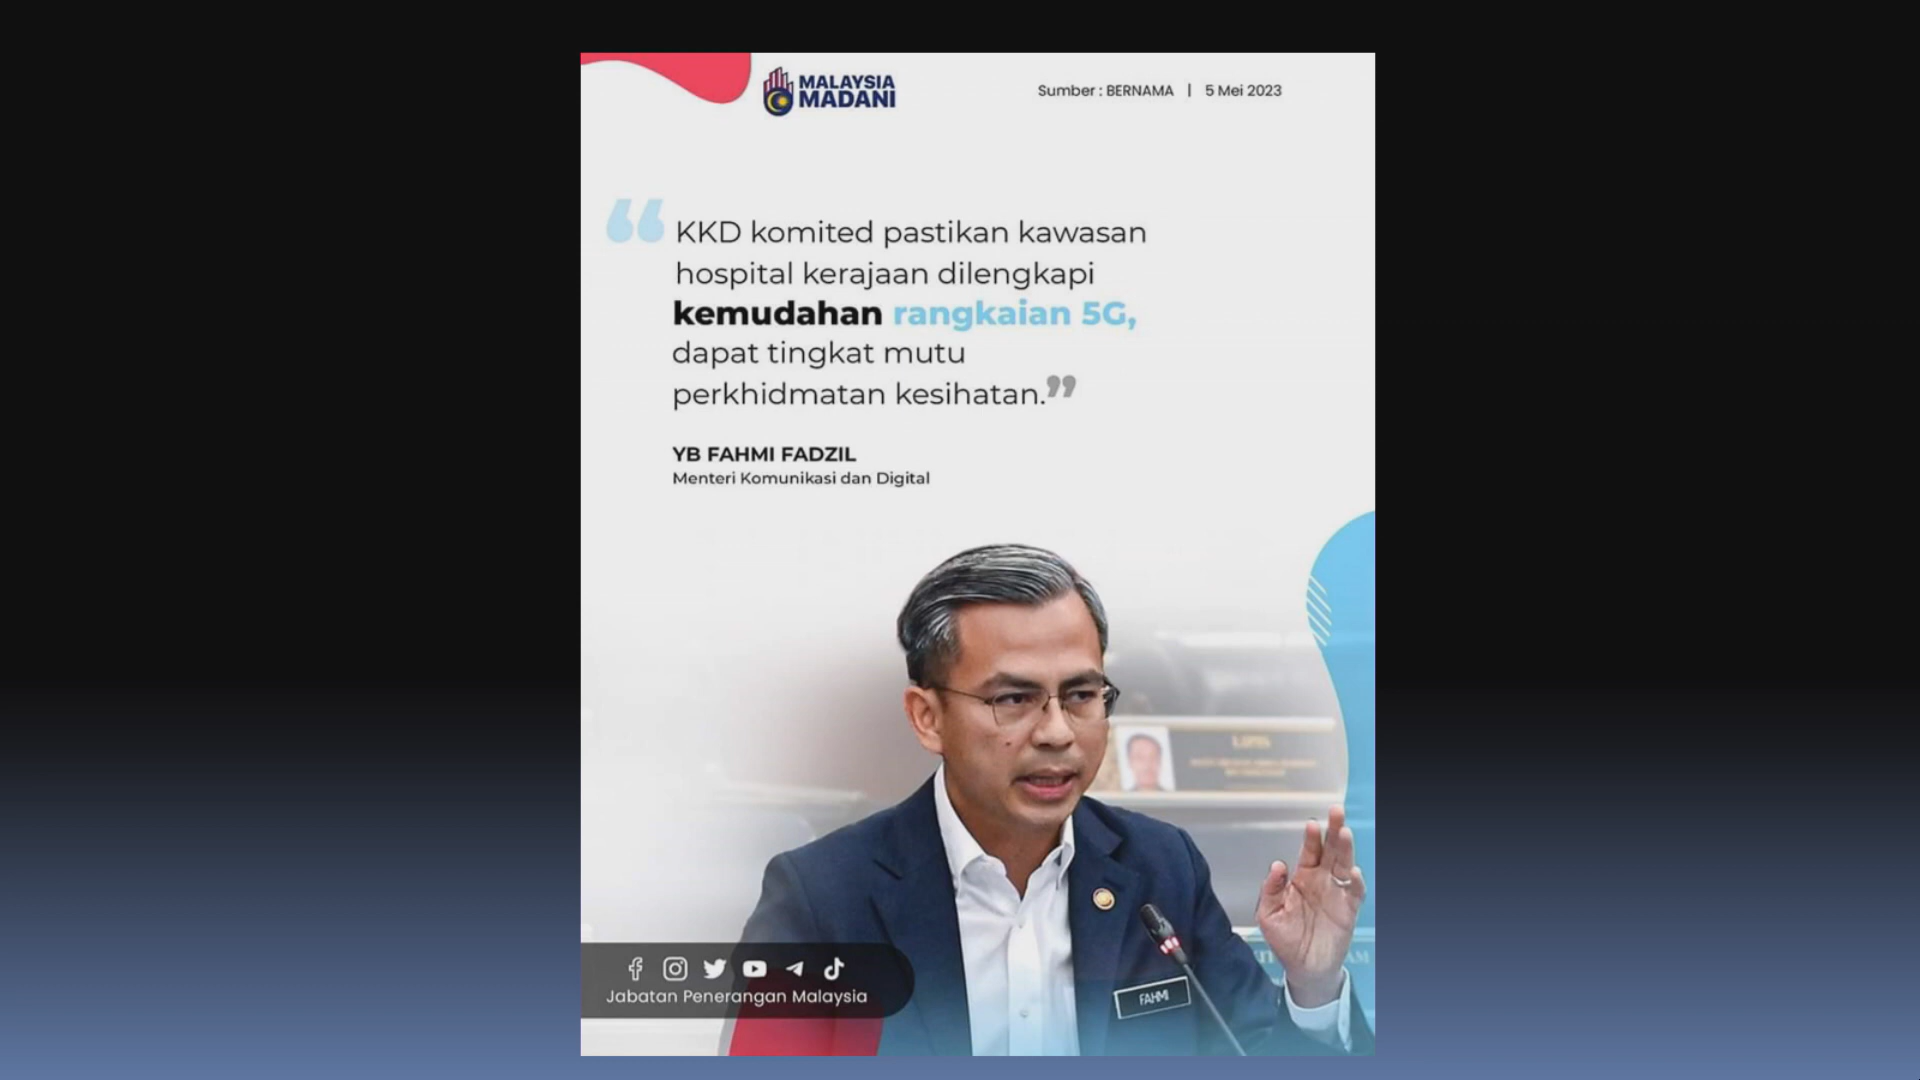 MALAYSIA
MADANI
Sumber : BERNAMA | 5 Mei 2023
“KKD komited pastikan kawasan
hospital kerajaan dilengkapi
kemudahan rangkaian 5G,
dapat tingkat mutu
perkhidmatan kesihatan.”
YB FAHMI FADZIL
Menteri Komunikasi dan Digital
LIPIS
FAHMI
Jabatan Penerangan Malaysia